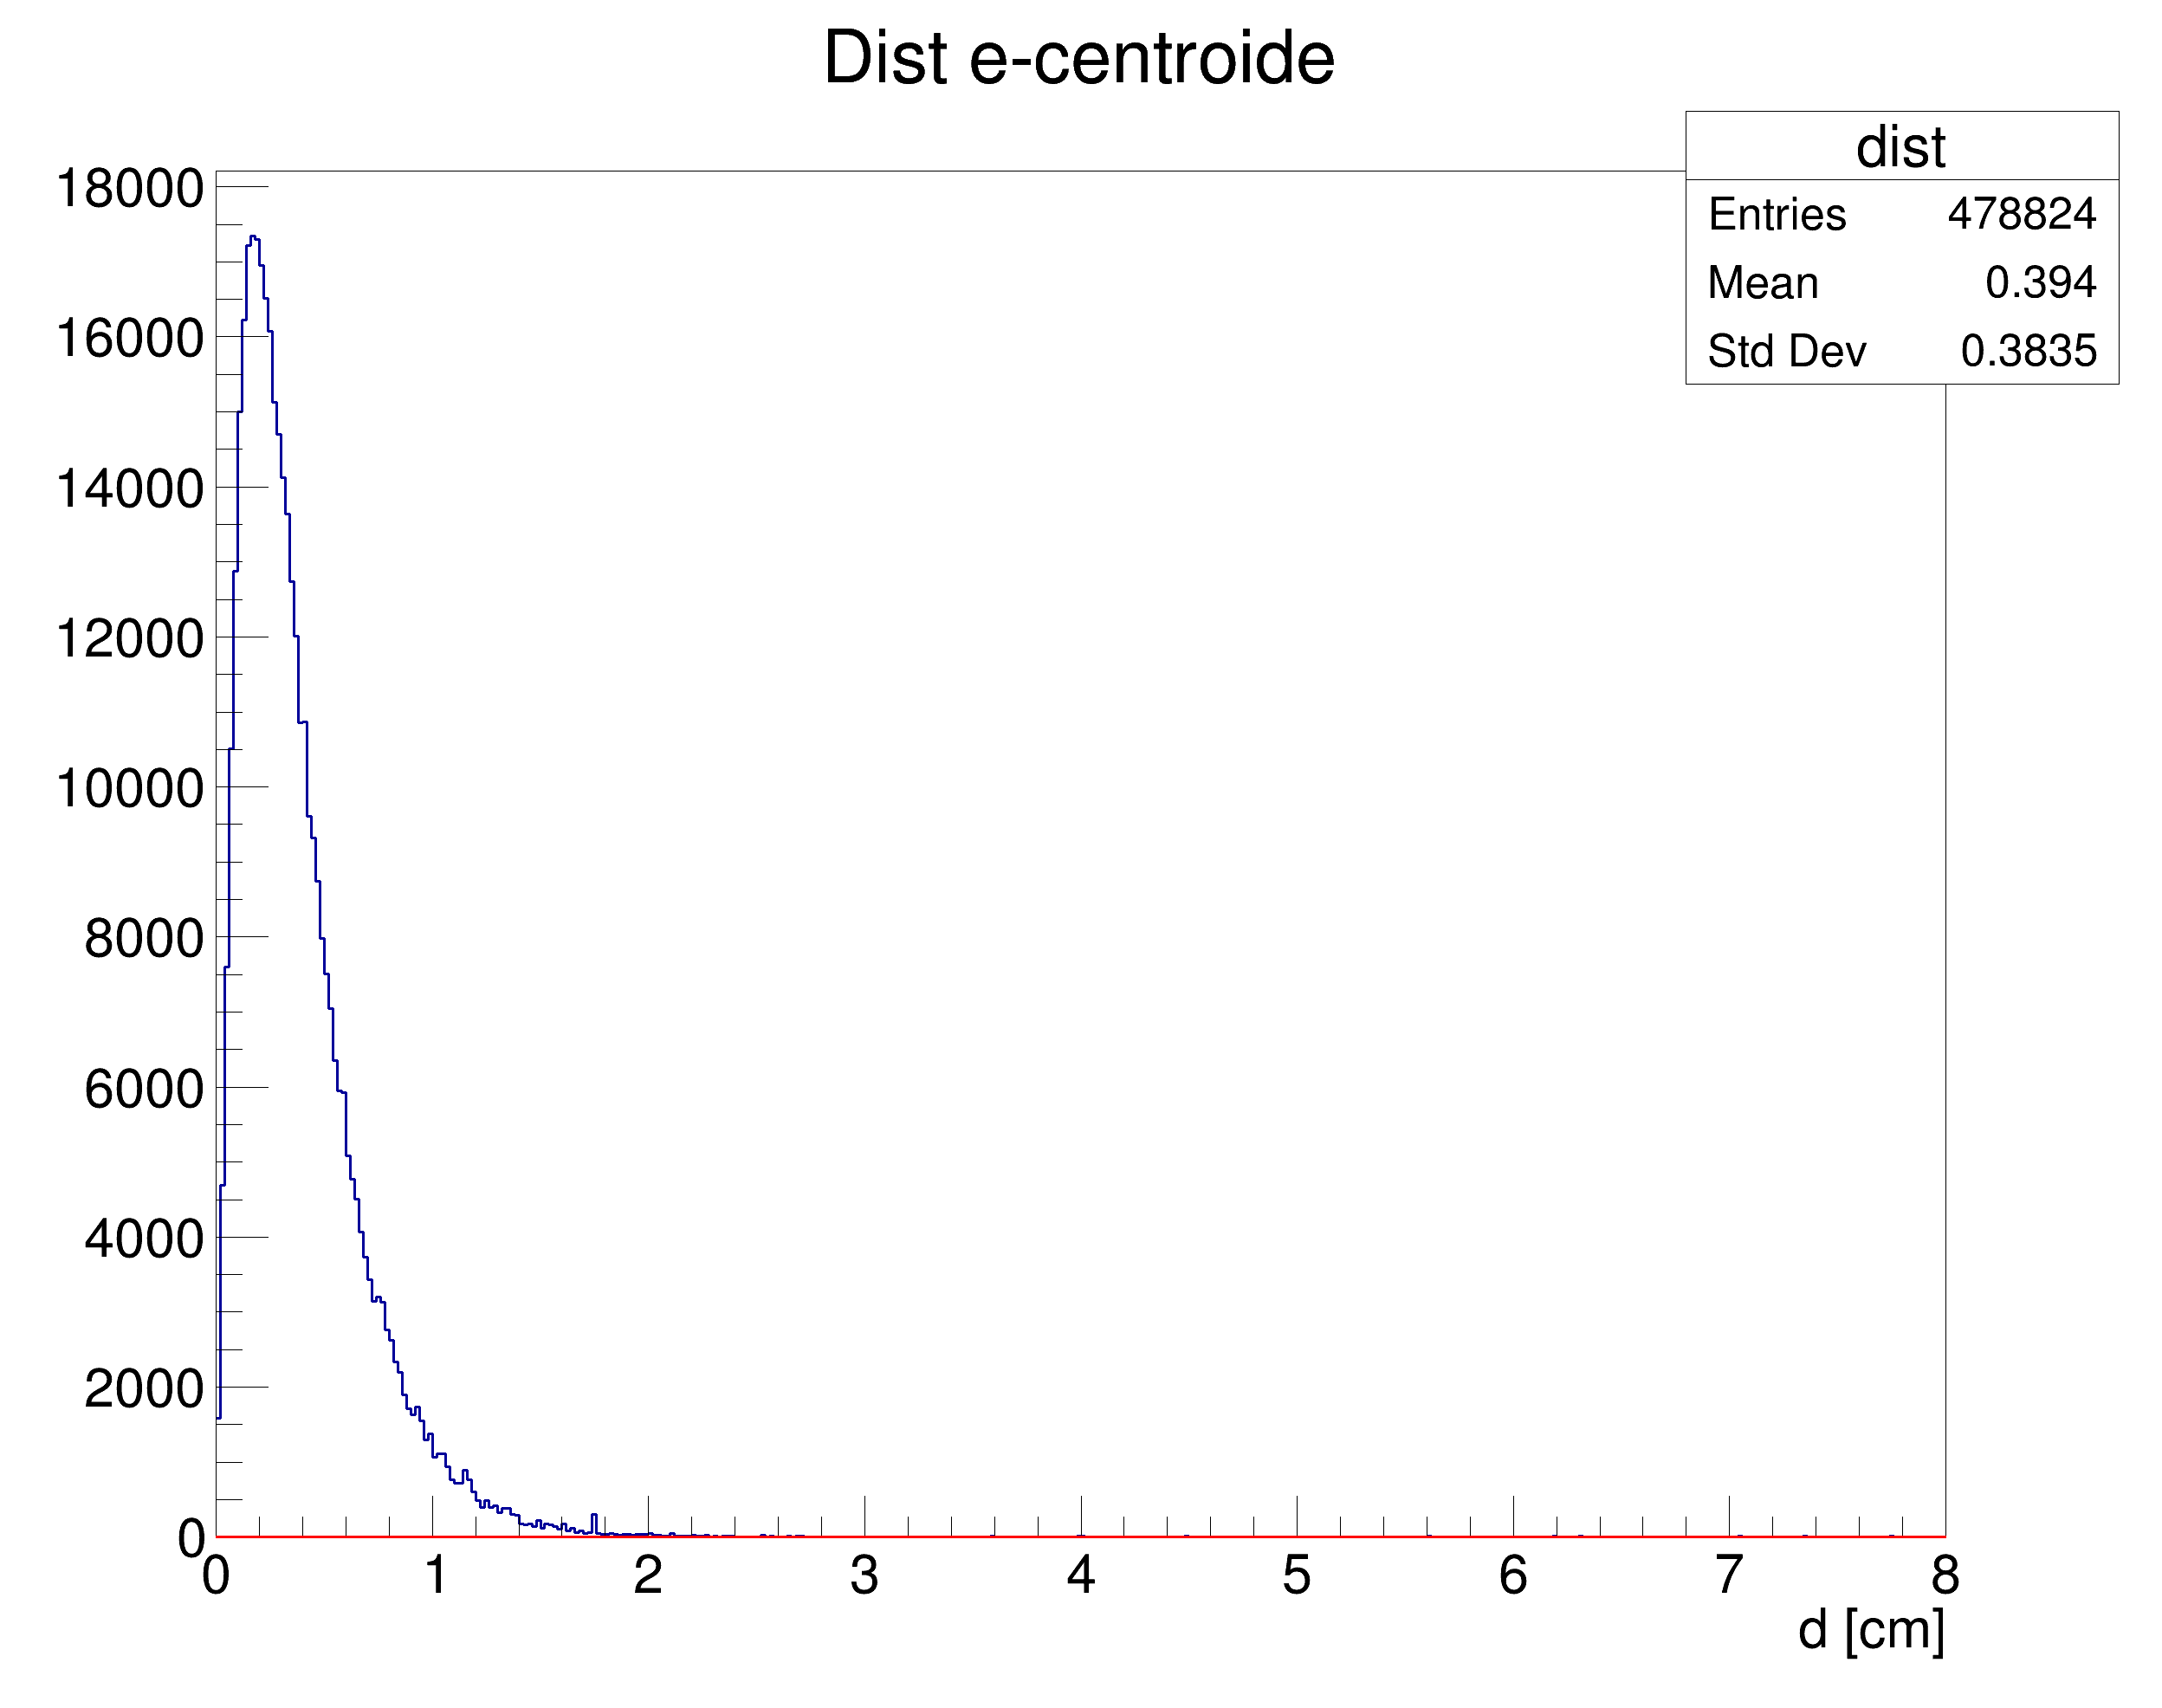 Dist e-centroide
dist
Entries 478824
Mean 0.394
Std Dev 0.3835
18000
16000
14000
12000
10000
8000
6000
4000
2000
0
0 1 2 3 4 5 6 7 8
d [cm]